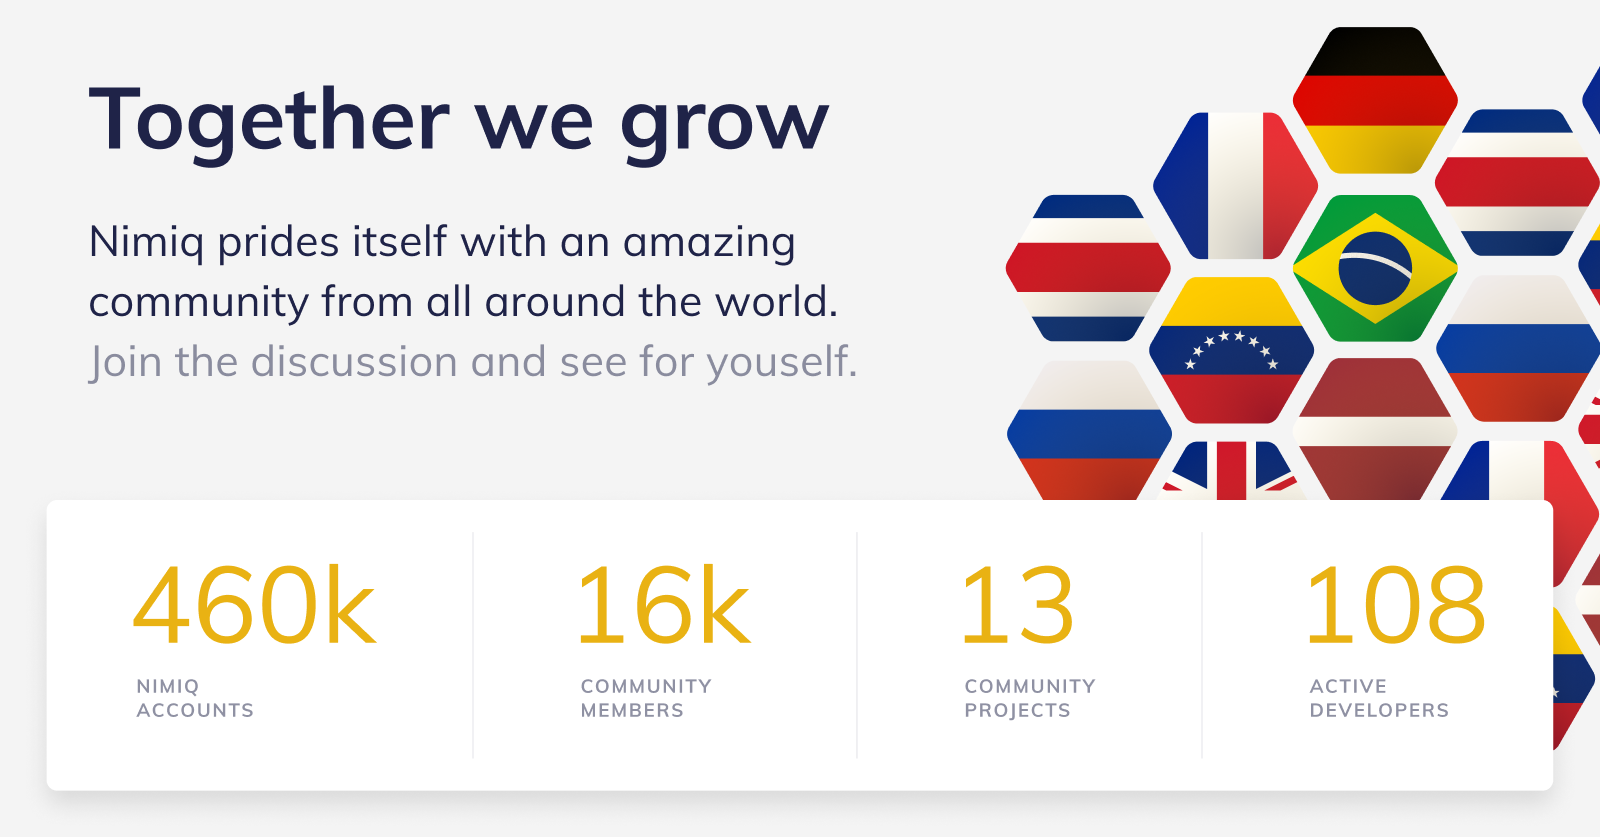 Together we grow
Nimiq prides itself with an amazing
community from all around the world.
Join the discussion and see for youself.
460k
NIMIQ
ACCOUNTS
16k
COMMUNITY
MEMBERS
13
COMMUNITY
PROJECTS
108
ACTIVE
DEVELOPERS